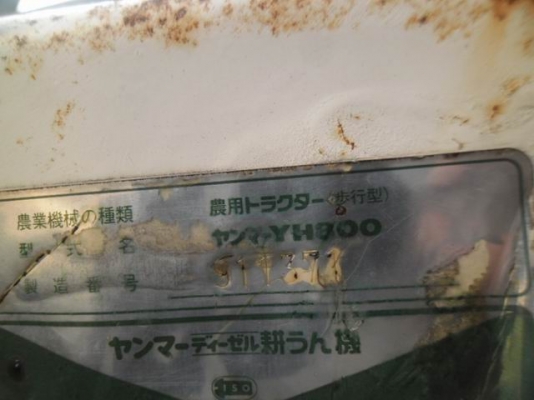 農業機械の種類 農用トラクター(歩行型)
型式名 ヤンマーYH900
製造番号
ヤンマーディーゼル耕うん機
ISO